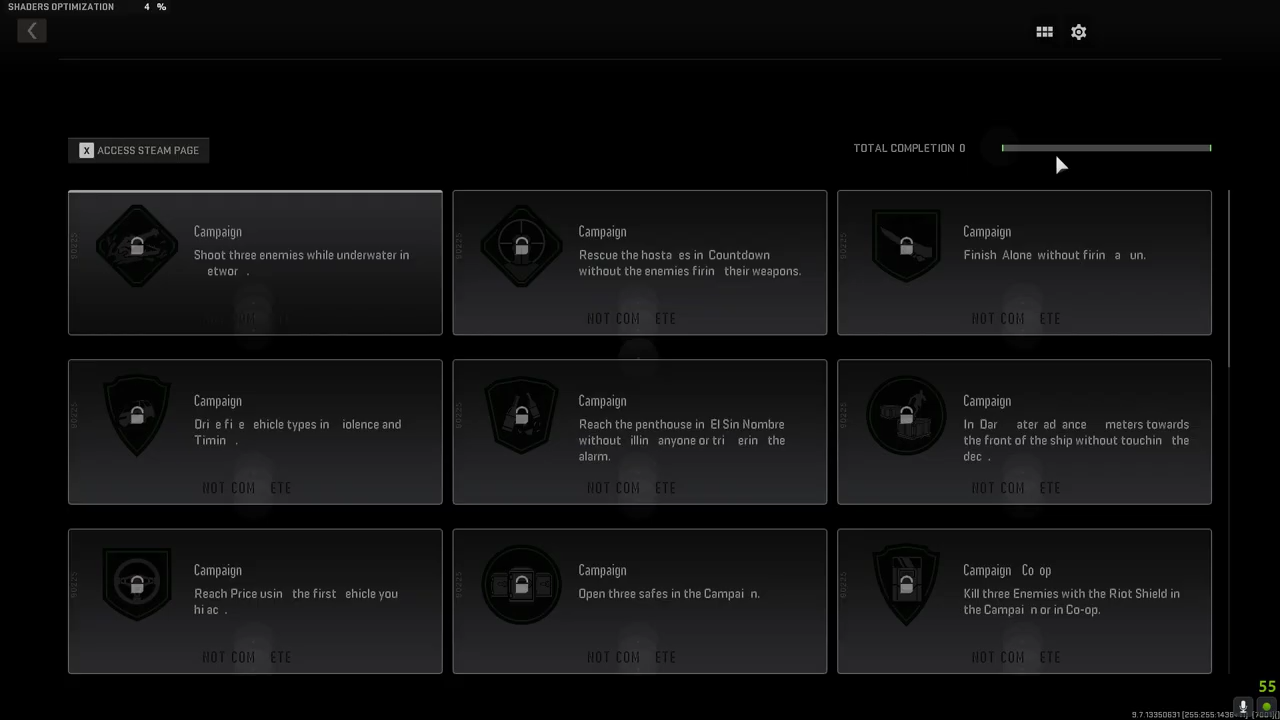 SHADERS OPTIMIZATION 4 %
X ACCESS STEAM PAGE
TOTAL COMPLETION 0
Campaign
Shoot three enemies while underwater in
etwor .
NOT COM ETE
Campaign
Rescue the hosta es in Countdown
without the enemies firin their weapons.
NOT COM ETE
Campaign
Finish Alone without firin a un.
NOT COM ETE
Campaign
Dri e fi e ehicle types in iolence and
Timin .
NOT COM ETE
Campaign
Reach the penthouse in El Sin Nombre
without illin anyone or tri erin the
alarm.
NOT COM ETE
Campaign
In Dar ater ad ance meters towards
the front of the ship without touchin the
dec .
NOT COM ETE
Campaign
Reach Price usin the first ehicle you
hi ac .
NOT COM ETE
Campaign
Open three safes in the Campai n.
NOT COM ETE
Campaign Co op
Kill three Enemies with the Riot Shield in
the Campai n or in Co-op.
NOT COM ETE
55